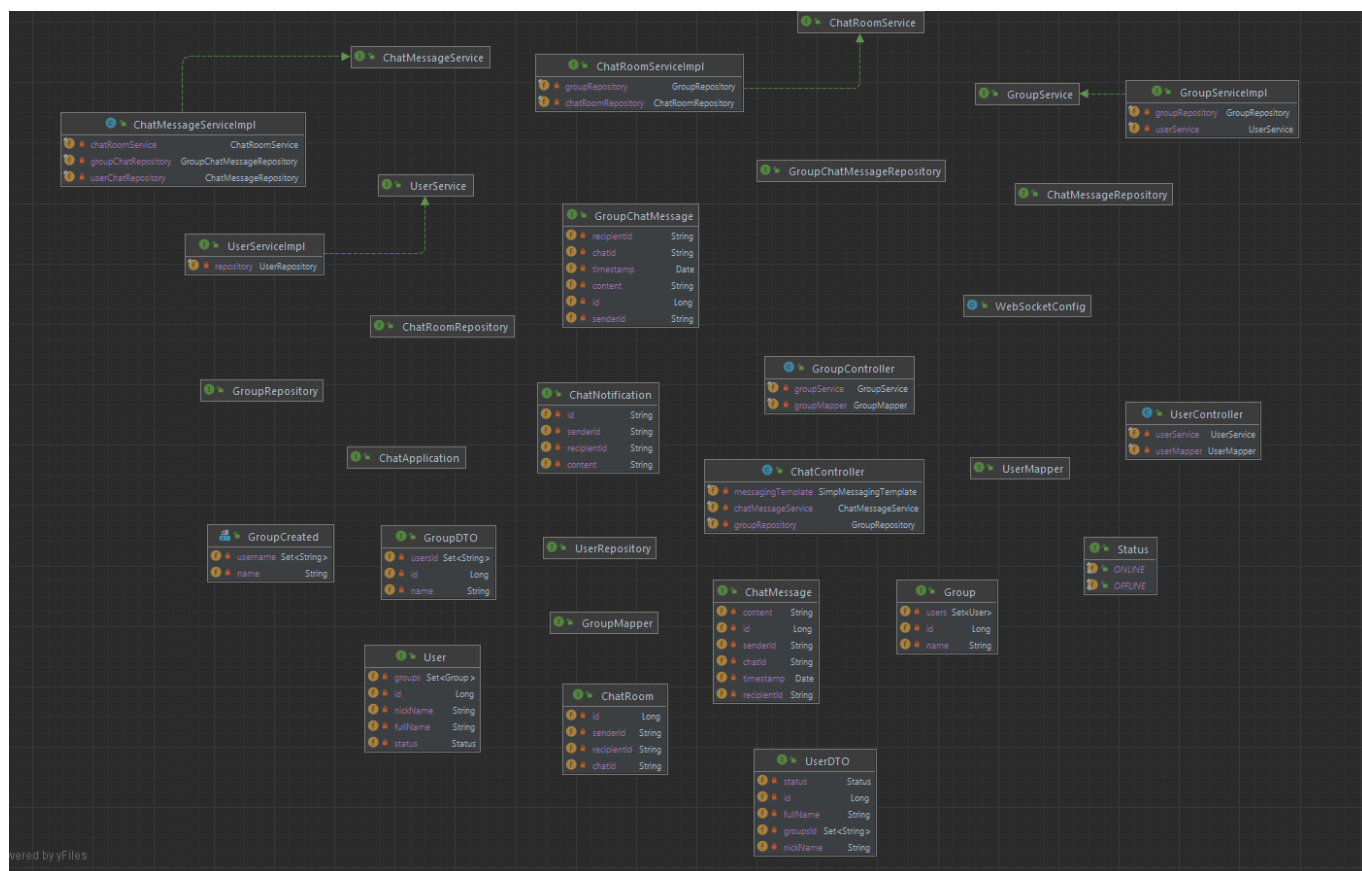 ChatRoomService
ChatMessageService
ChatRoomServiceImpl
groupRepository GroupRepository
chatRoomRepository ChatRoomRepository
GroupService
GroupServiceImpl
groupRepository GroupRepository
userService UserService
ChatMessageServiceImpl
chatRoomService ChatRoomService
groupChatRepository GroupChatMessageRepository
userChatRepository ChatMessageRepository
UserService
GroupChatMessageRepository
ChatMessageRepository
UserServiceImpl
repository UserRepository
GroupChatMessage
recipientId String
chatId String
timestamp Date
content String
id Long
senderId String
WebSocketConfig
ChatRoomRepository
GroupRepository
GroupController
groupService GroupService
groupMapper GroupMapper
ChatNotification
id String
senderId String
recipientId String
content String
UserController
userService UserService
userMapper UserMapper
ChatApplication
ChatController
messagingTemplate SimpMessagingTemplate
chatMessageService ChatMessageService
groupRepository GroupRepository
UserMapper
GroupCreated
username Set<String>
name String
GroupDTO
usersId Set<String>
id Long
name String
UserRepository
Status
ONLINE
OFFLINE
ChatMessage
content String
id Long
senderId String
chatId String
timestamp Date
recipientId String
Group
users Set<User>
id Long
name String
GroupMapper
User
groups Set<Group>
id Long
nickName String
fullName String
status Status
ChatRoom
id Long
senderId String
recipientId String
chatId String
UserDTO
status Status
id Long
fullName String
groupsId Set<String>
nickName String
wered by yFiles